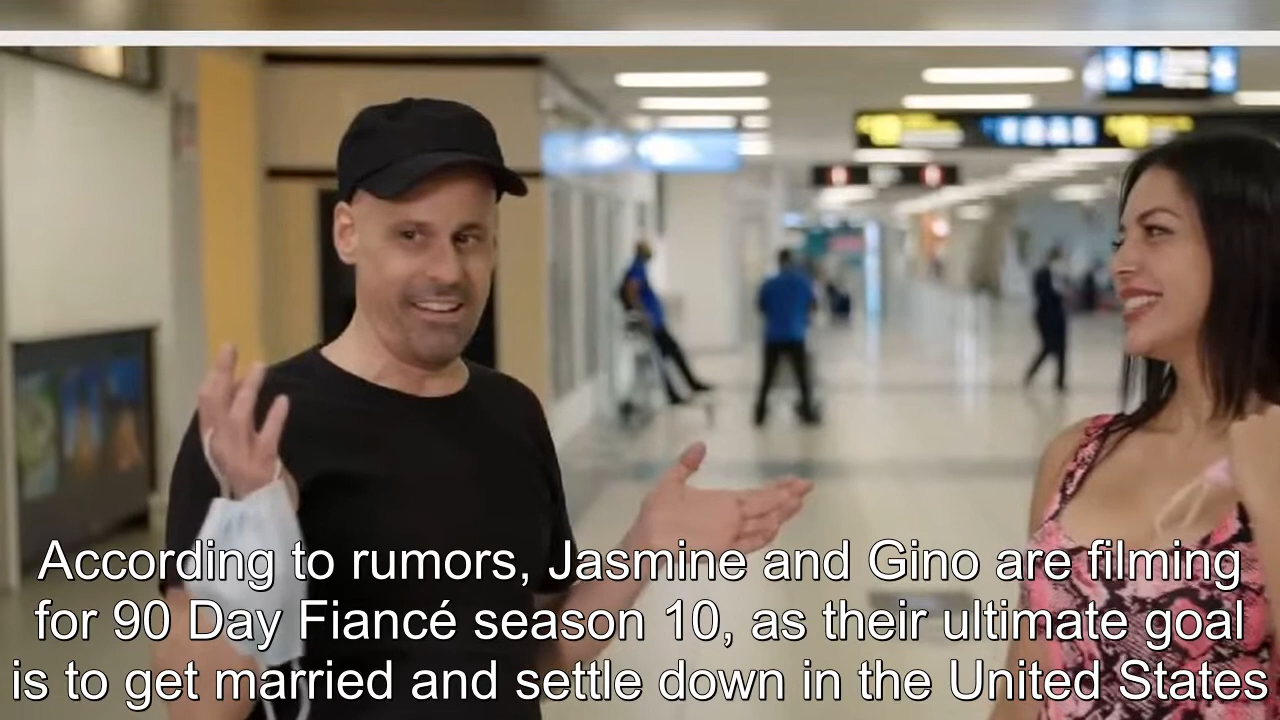 According to rumors, Jasmine and Gino are filming
for 90 Day Fiancé season 10, as their ultimate goal
is to get married and settle down in the United States